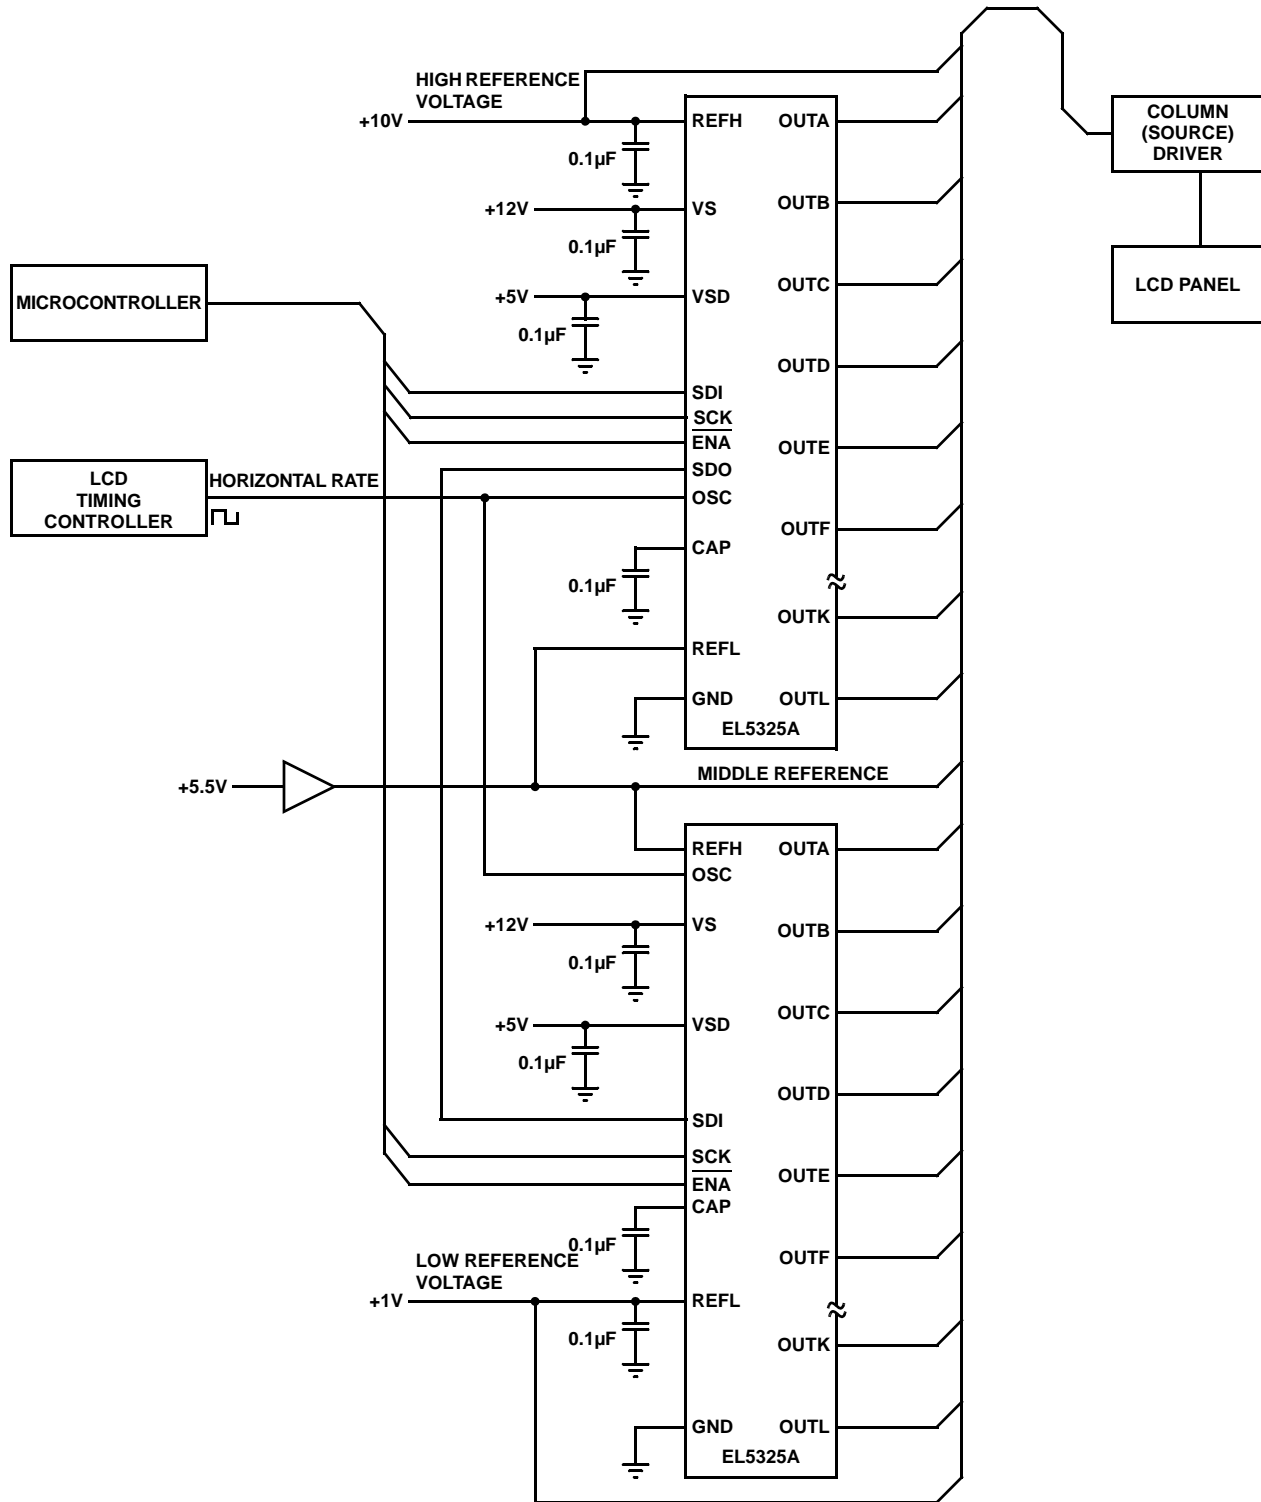 HIGH REFERENCE
VOLTAGE
+10V
REFH
OUTA
0.1µF
+12V
VS
OUTB
0.1µF
+5V
VSD
OUTC
0.1µF
OUTD
SDI
SCK
ENA
OUTE
SDO
OSC
OUTF
CAP
0.1µF
OUTK
REFL
GND
OUTL
EL5325A
MICROCONTROLLER
LCD
TIMING
CONTROLLER
HORIZONTAL RATE
COLUMN
(SOURCE)
DRIVER
LCD PANEL
+5.5V
MIDDLE REFERENCE
REFH
OUTA
OSC
+12V
VS
OUTB
0.1µF
OUTC
+5V
VSD
0.1µF
OUTD
SDI
SCK
OUTE
ENA
CAP
0.1µF
OUTF
LOW REFERENCE
VOLTAGE
+1V
REFL
0.1µF
OUTK
GND
OUTL
EL5325A